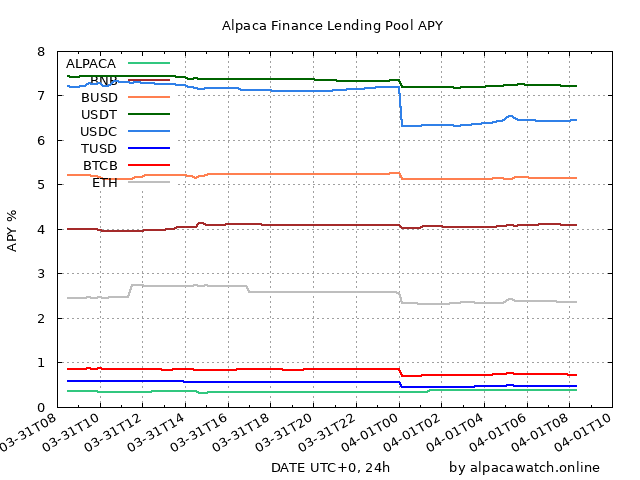 Alpaca Finance Lending Pool APY
8
7
6
5
4
3
2
1
0
APY %
ALPACA
BNB
BUSD
USDT
USDC
TUSD
BTCB
ETH
03-31T08
03-31T10
03-31T12
03-31T14
03-31T16
03-31T18
03-31T20
03-31T22
04-01T00
04-01T02
04-01T04
04-01T06
04-01T08
04-01T10
DATE UTC+0, 24h
by alpacawatch.online